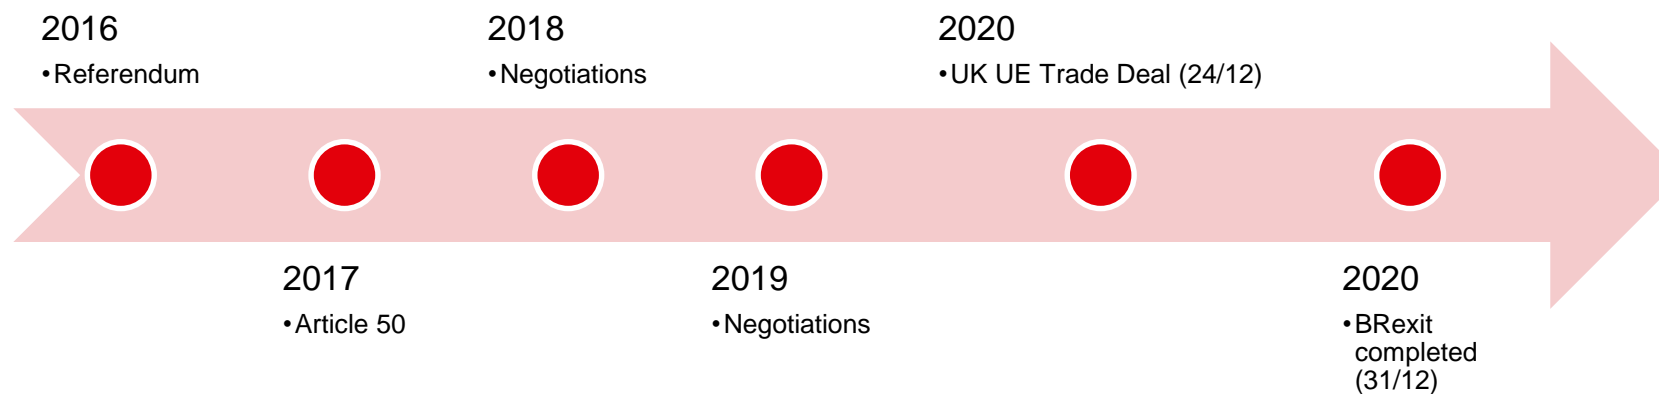 2016
•Referendum
2018
•Negotiations
2020
•UK UE Trade Deal (24/12)
2017
•Article 50
2019
•Negotiations
2020
•BRexit
completed
(31/12)